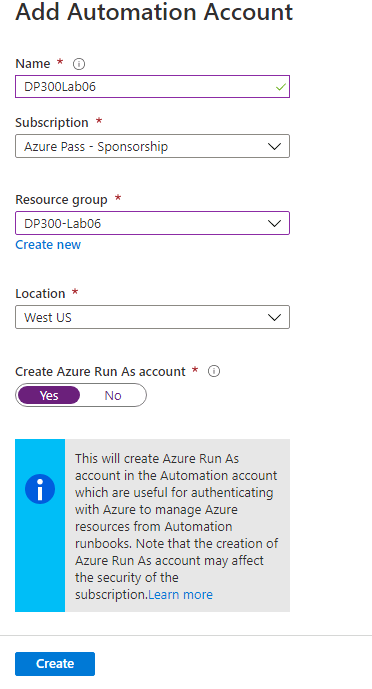 Add Automation Account
Name *
DP300Lab06
Subscription *
Azure Pass - Sponsorship
Resource group *
DP300-Lab06
Create new
Location *
West US
Create Azure Run As account *
Yes No
This will create Azure Run As
account in the Automation account
which are useful for authenticating
with Azure to manage Azure
resources from Automation
runbooks. Note that the creation of
Azure Run As account may affect
the security of the
subscription.Learn more
Create